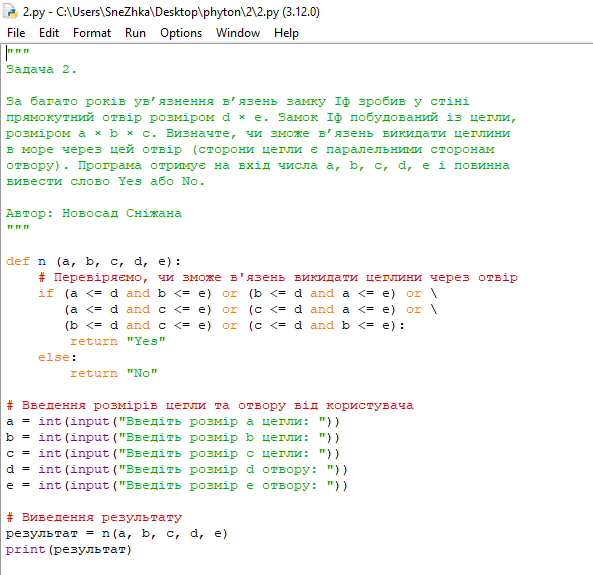 2.py - C:\Users\SneZhka\Desktop\phyton\2\2.py (3.12.0)
File Edit Format Run Options Window Help
"""
Задача 2.

За багато років ув’язнення в’язень замку Іф зробив у стіні
прямокутний отвір розміром d × e. Замок Іф побудований із цегли,
розміром a × b × c. Визначте, чи зможе в’язень викидати цеглини
в море через цей отвір (сторони цегли є паралельними сторонам
отвору). Програма отримує на вхід числа a, b, c, d, e і повинна
вивести слово Yes або No.

Автор: Новосад Сніжана
"""

def n (a, b, c, d, e):
    # Перевіряємо, чи зможе в'язень викидати цеглини через отвір
    if (a <= d and b <= e) or (b <= d and a <= e) or \
       (a <= d and c <= e) or (c <= d and a <= e) or \
       (b <= d and c <= e) or (c <= d and b <= e):
        return "Yes"
    else:
        return "No"

# Введення розмірів цегли та отвору від користувача
a = int(input("Введіть розмір a цегли: "))
b = int(input("Введіть розмір b цегли: "))
c = int(input("Введіть розмір c цегли: "))
d = int(input("Введіть розмір d отвору: "))
e = int(input("Введіть розмір e отвору: "))

# Виведення результату
результат = n(a, b, c, d, e)
print(результат)